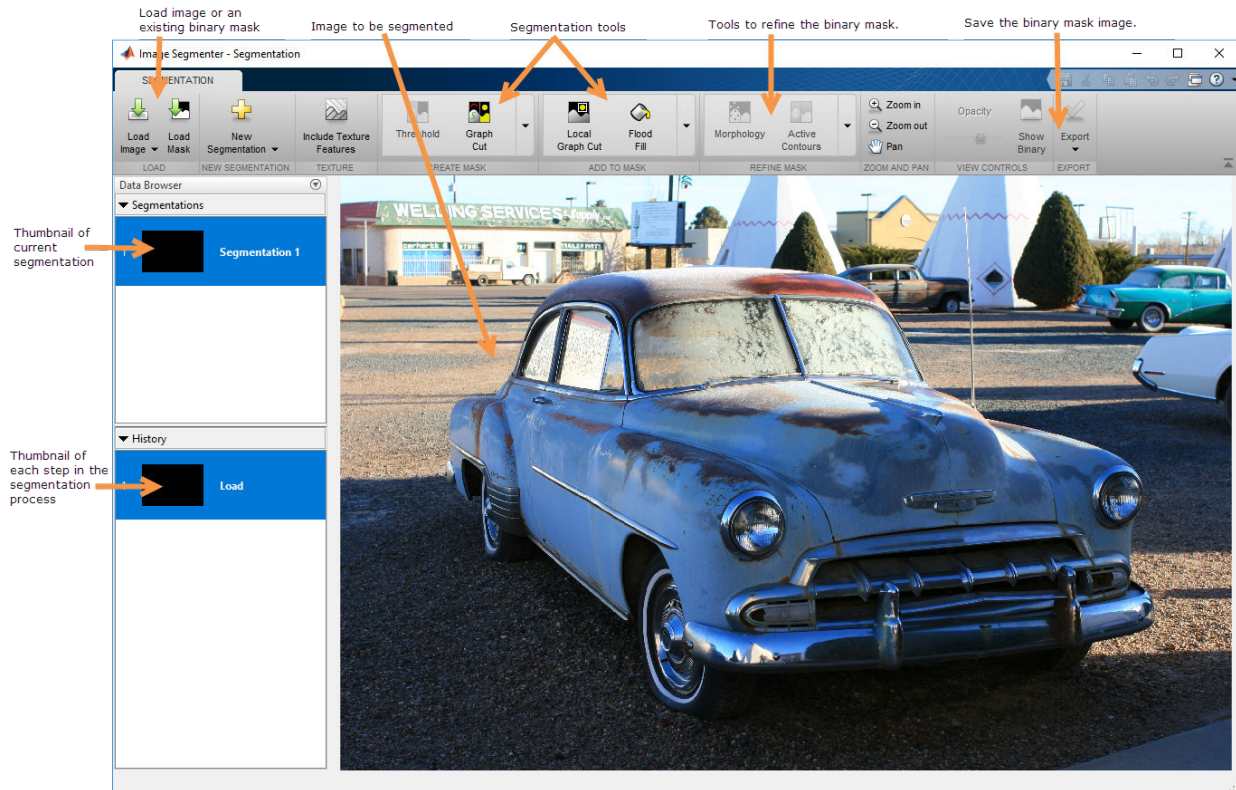 Load image or an
existing binary mask
Image to be segmented
Segmentation tools
Tools to refine the binary mask.
Save the binary mask image.
Image Segmenter - Segmentation
SEGMENTATION
Load
Image
Load
Mask
New
Segmentation
Include Texture
Features
Threshold
Graph
Cut
Local
Graph Cut
Flood
Fill
Morphology
Active
Contours
Zoom in
Zoom out
Pan
Opacity
Show
Binary
Export
LOAD
NEW SEGMENTATION
TEXTURE
CREATE MASK
ADD TO MASK
REFINE MASK
ZOOM AND PAN
VIEW CONTROLS
EXPORT
Data Browser
Segmentations
Segmentation 1
Thumbnail of
current
segmentation
History
Load
Thumbnail of
each step in the
segmentation
process
WELDING SERVICES & Supply
carhartt